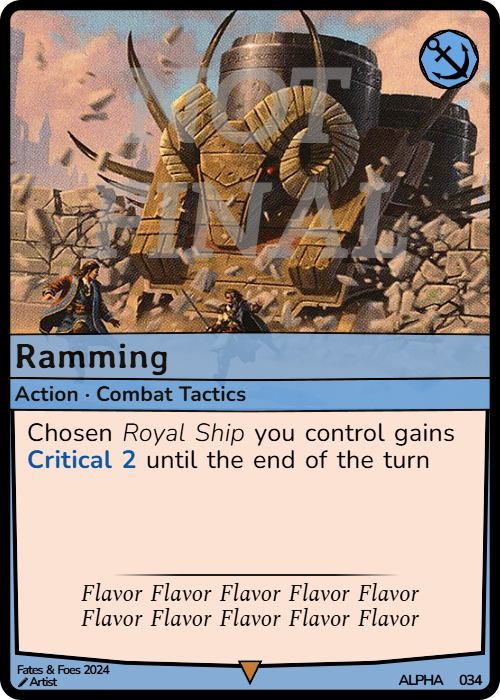 NOT
FINAL
Ramming
Action · Combat Tactics
Chosen Royal Ship you control gains
Critical 2 until the end of the turn
Flavor Flavor Flavor Flavor Flavor
Flavor Flavor Flavor Flavor Flavor
Fates & Foes 2024
Artist
ALPHA 034